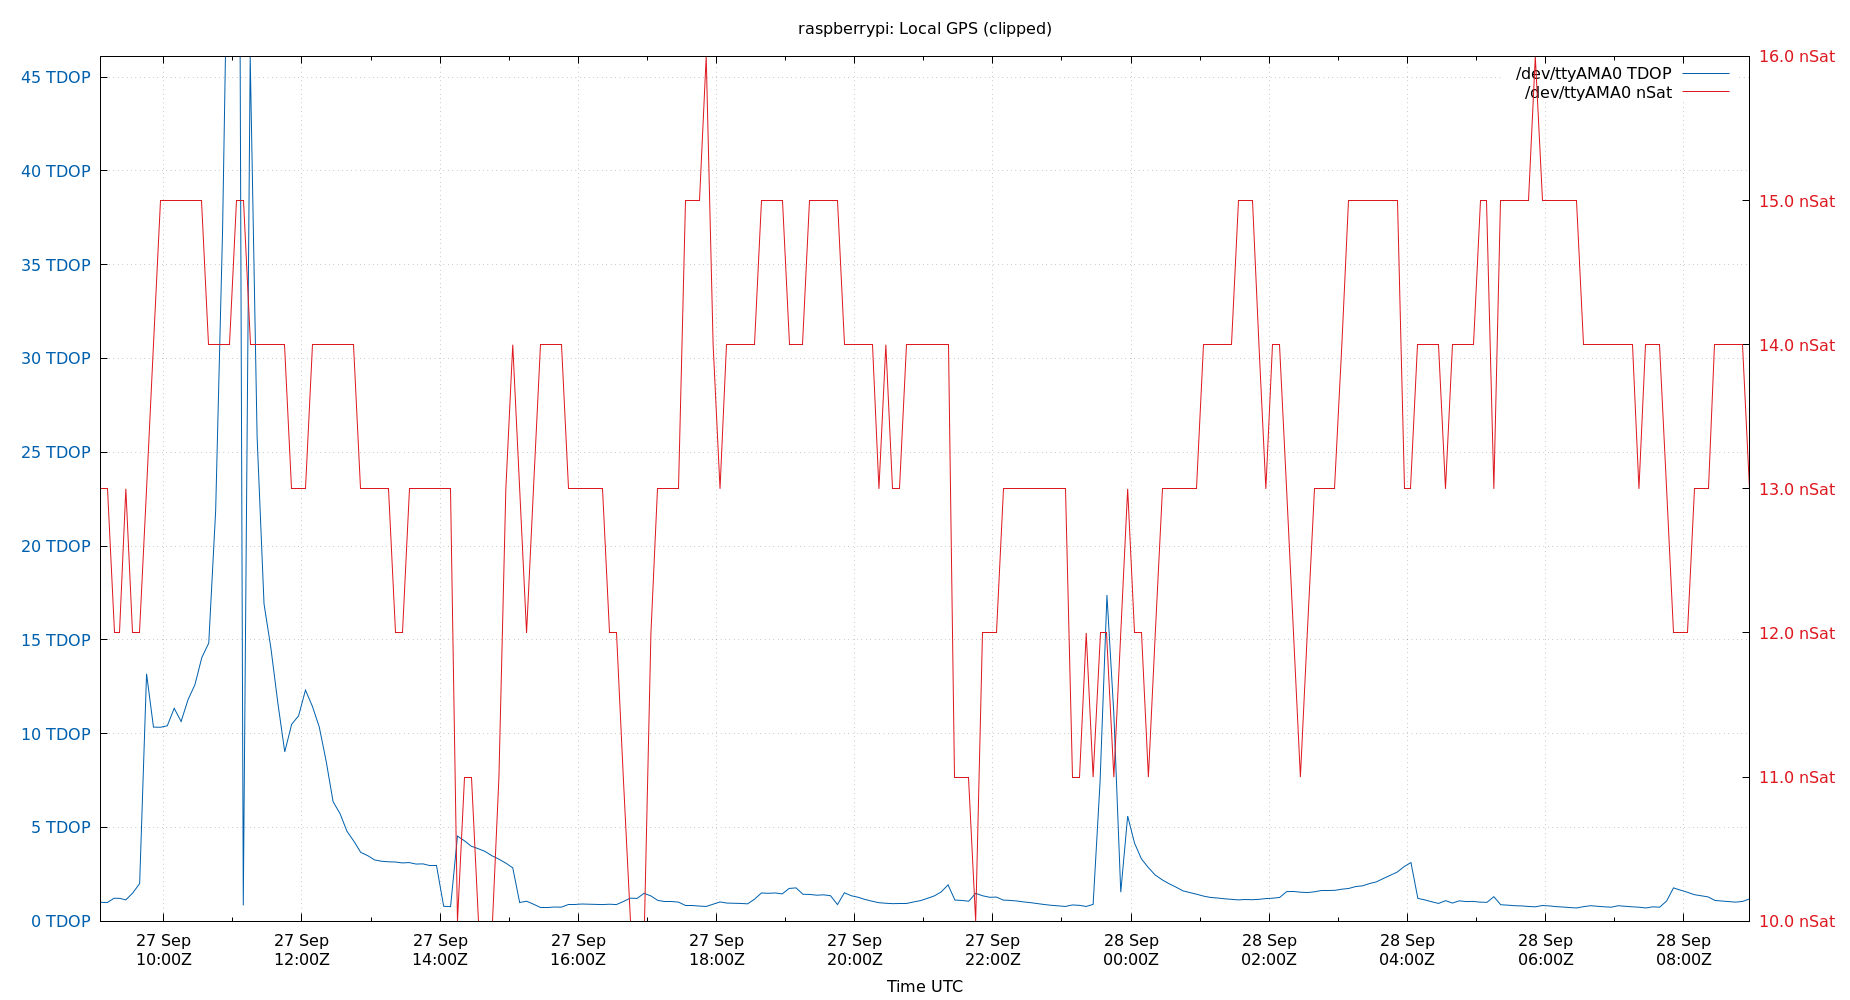 raspberrypi: Local GPS (clipped)
45 TDOP
40 TDOP
35 TDOP
30 TDOP
25 TDOP
20 TDOP
15 TDOP
10 TDOP
5 TDOP
0 TDOP
/dev/ttyAMA0 TDOP
/dev/ttyAMA0 nSat
16.0 nSat
15.0 nSat
14.0 nSat
13.0 nSat
12.0 nSat
11.0 nSat
10.0 nSat
27 Sep 27 Sep 27 Sep 27 Sep 27 Sep 27 Sep 27 Sep 28 Sep 28 Sep 28 Sep 28 Sep 28 Sep
10:00Z 12:00Z 14:00Z 16:00Z 18:00Z 20:00Z 22:00Z 00:00Z 02:00Z 04:00Z 06:00Z 08:00Z
Time UTC